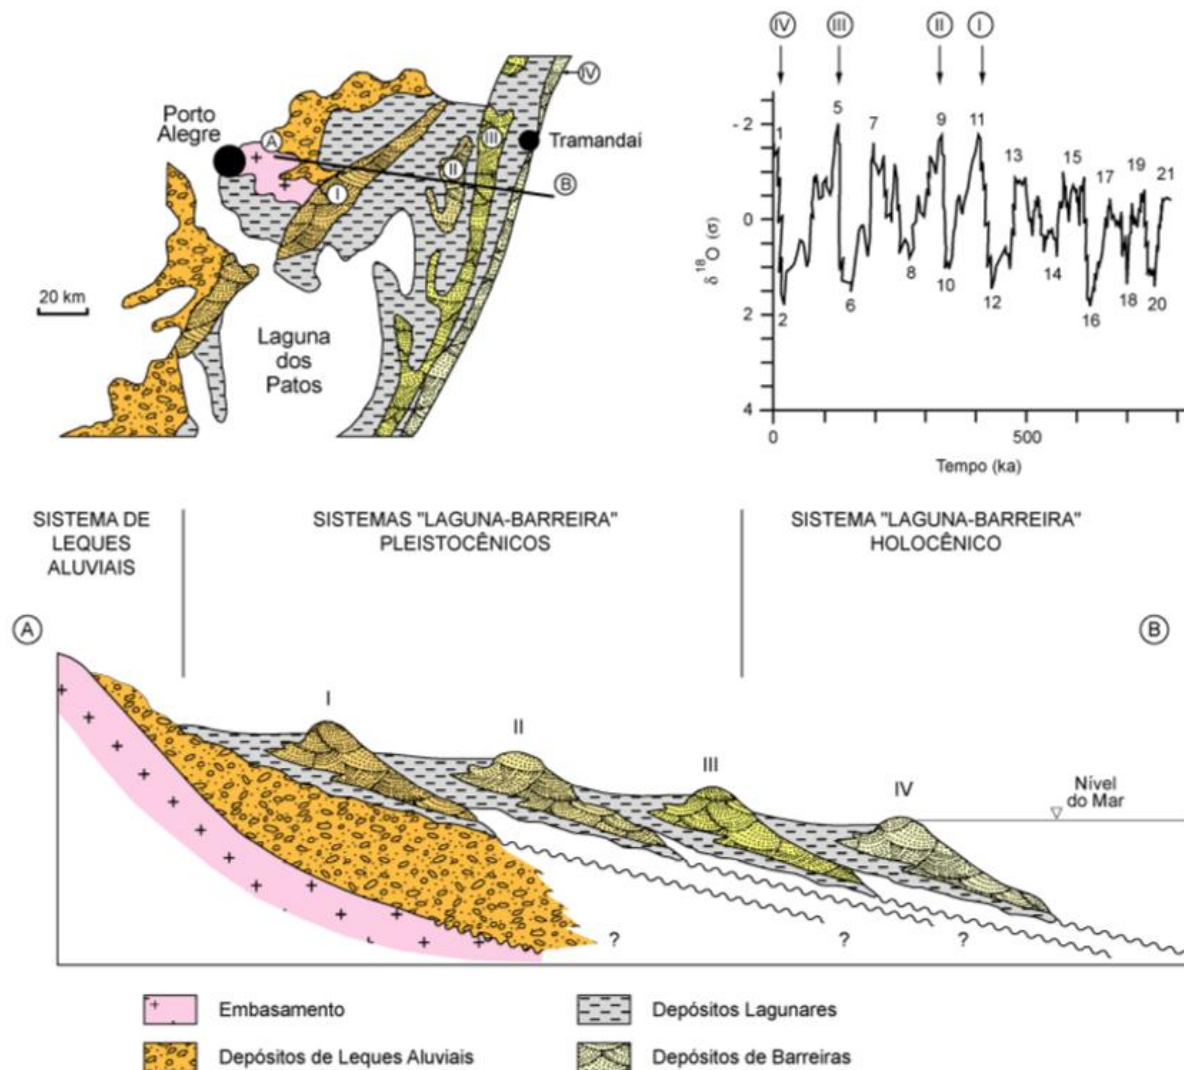 IV
III
II
I
Porto
Alegre
A
IV
III
Tramandaí
II
I
B
20 km
Laguna
dos
Patos
- 2
0
2
4
δ 18O (σ)
1
5
7
9
11
13
15
17
19
21
2
6
8
10
12
14
16
18
20
0
500
Tempo (ka)
SISTEMA DE
LEQUES
ALUVIAIS
SISTEMAS "LAGUNA-BARREIRA"
PLEISTOCÊNICOS
SISTEMA "LAGUNA-BARREIRA"
HOLOCÊNICO
A
B
I
II
III
IV
Nível
do Mar
?
?
?
Embasamento
Depósitos Lagunares
Depósitos de Leques Aluviais
Depósitos de Barreiras